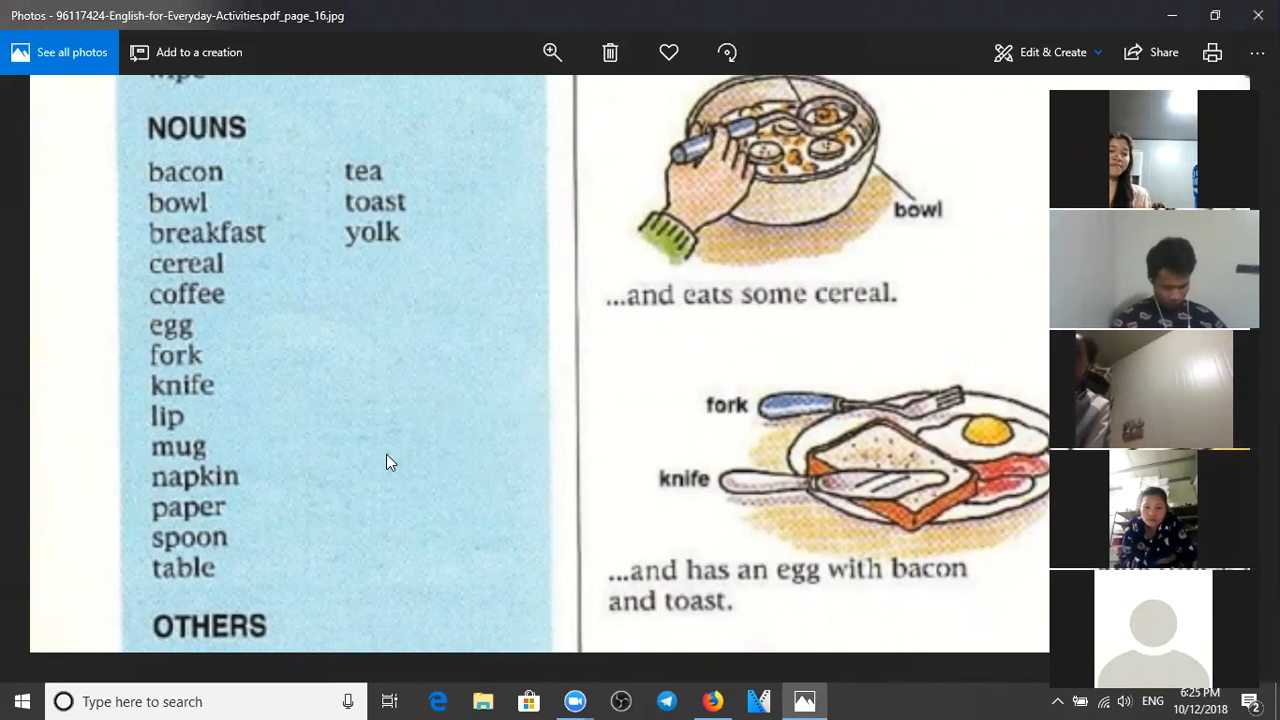 Photos - 96117424-English-for-Everyday-Activities.pdf_page_16.jpg
See all photos
Add to a creation
Edit & Create
Share
wipe
NOUNS
bacon tea
bowl toast
breakfast yolk
cereal
coffee
egg
fork
knife
lip
mug
napkin
paper
spoon
table
OTHERS
bowl
...and eats some cereal.
fork
knife
...and has an egg with bacon
and toast.
Type here to search
ENG
6:25 PM
10/12/2018
2